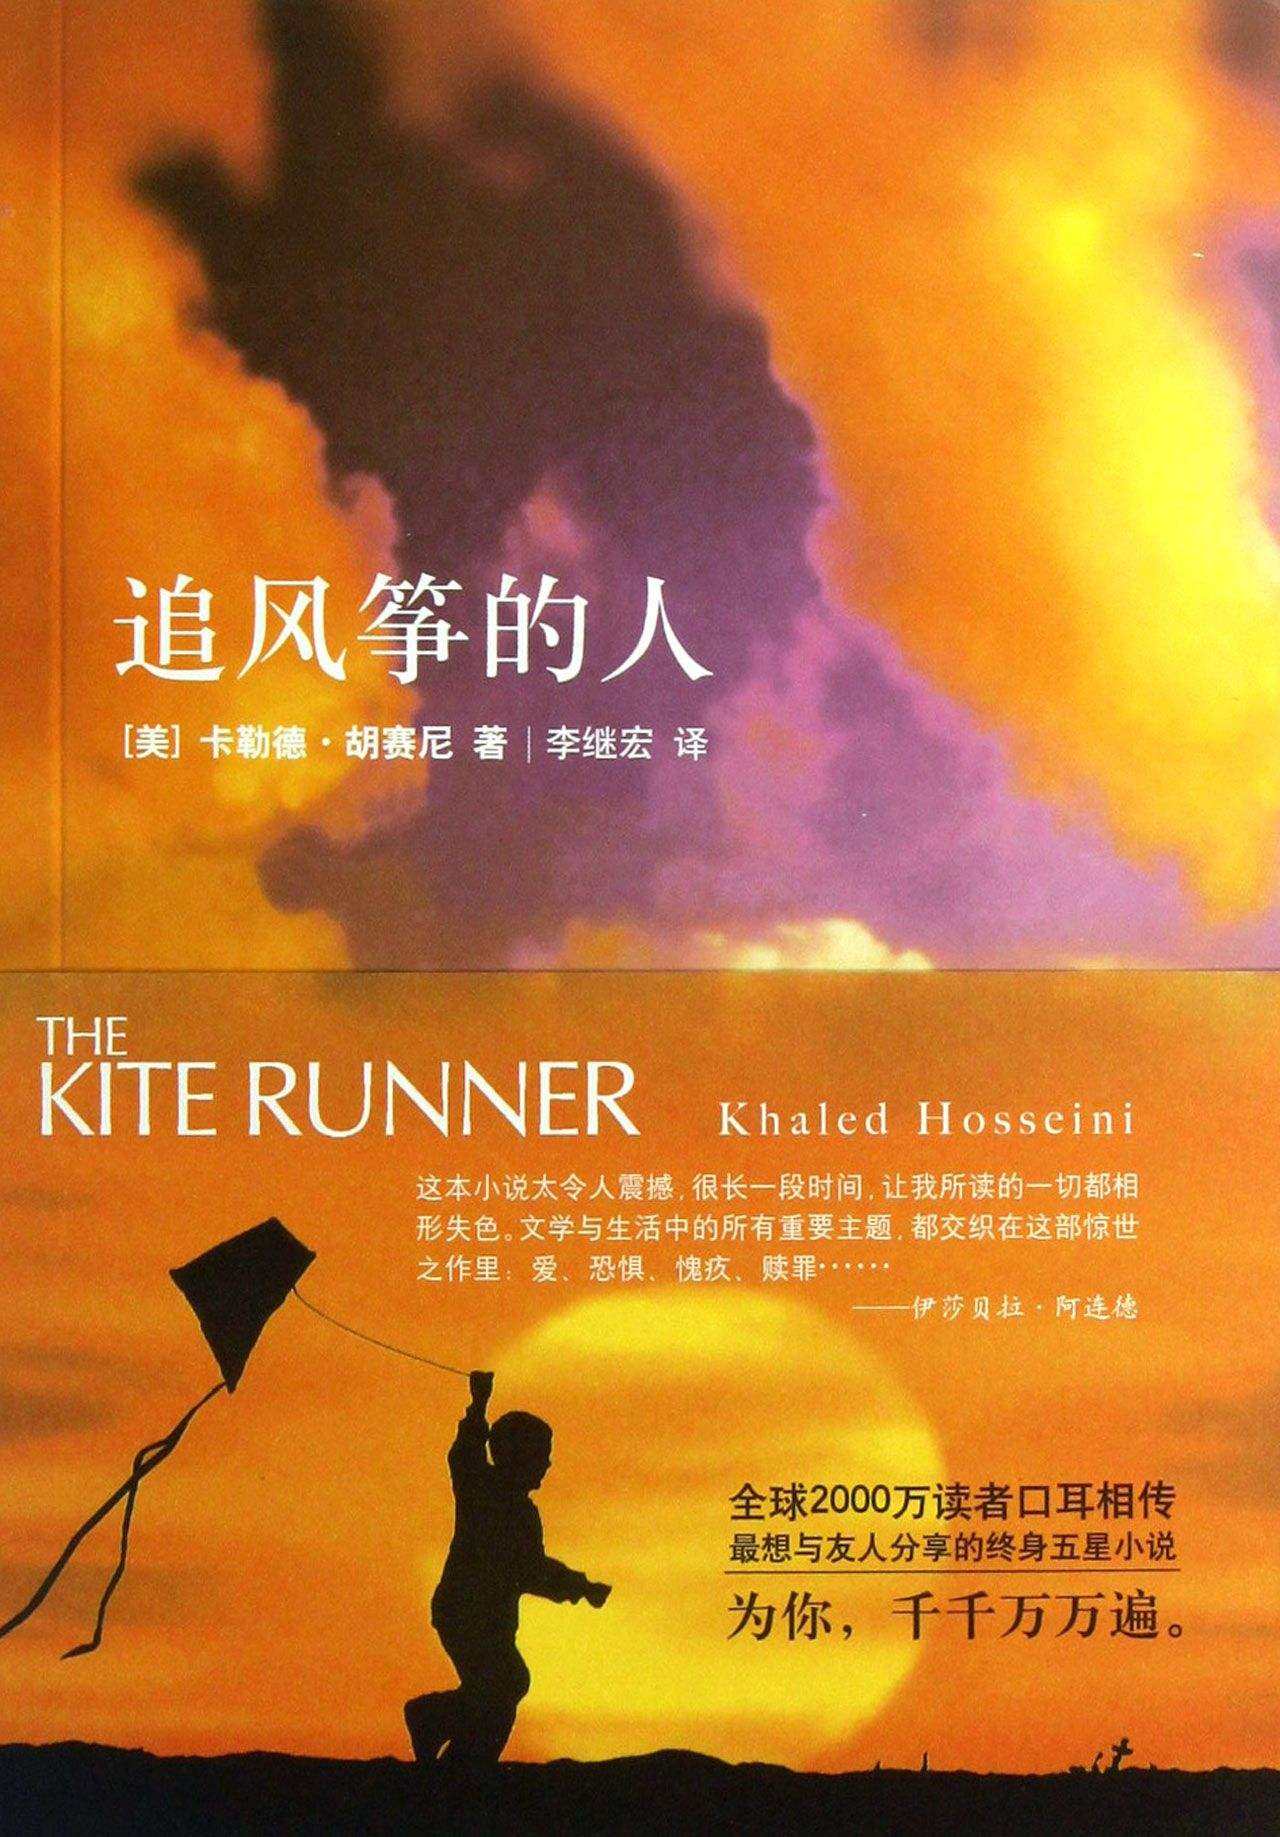 追风筝的人
[美] 卡勒德·胡赛尼 著 | 李继宏 译
THE
KITE RUNNER
Khaled Hosseini
这本小说太令人震撼，很长一段时间，让我所读的一切都相
形失色。文学与生活中的所有重要主题，都交织在这部惊世
之作里：爱、恐惧、愧疚、赎罪……
——伊莎贝拉·阿连德
全球2000万读者口耳相传
最想与友人分享的终身五星小说
为你，千千万万遍。